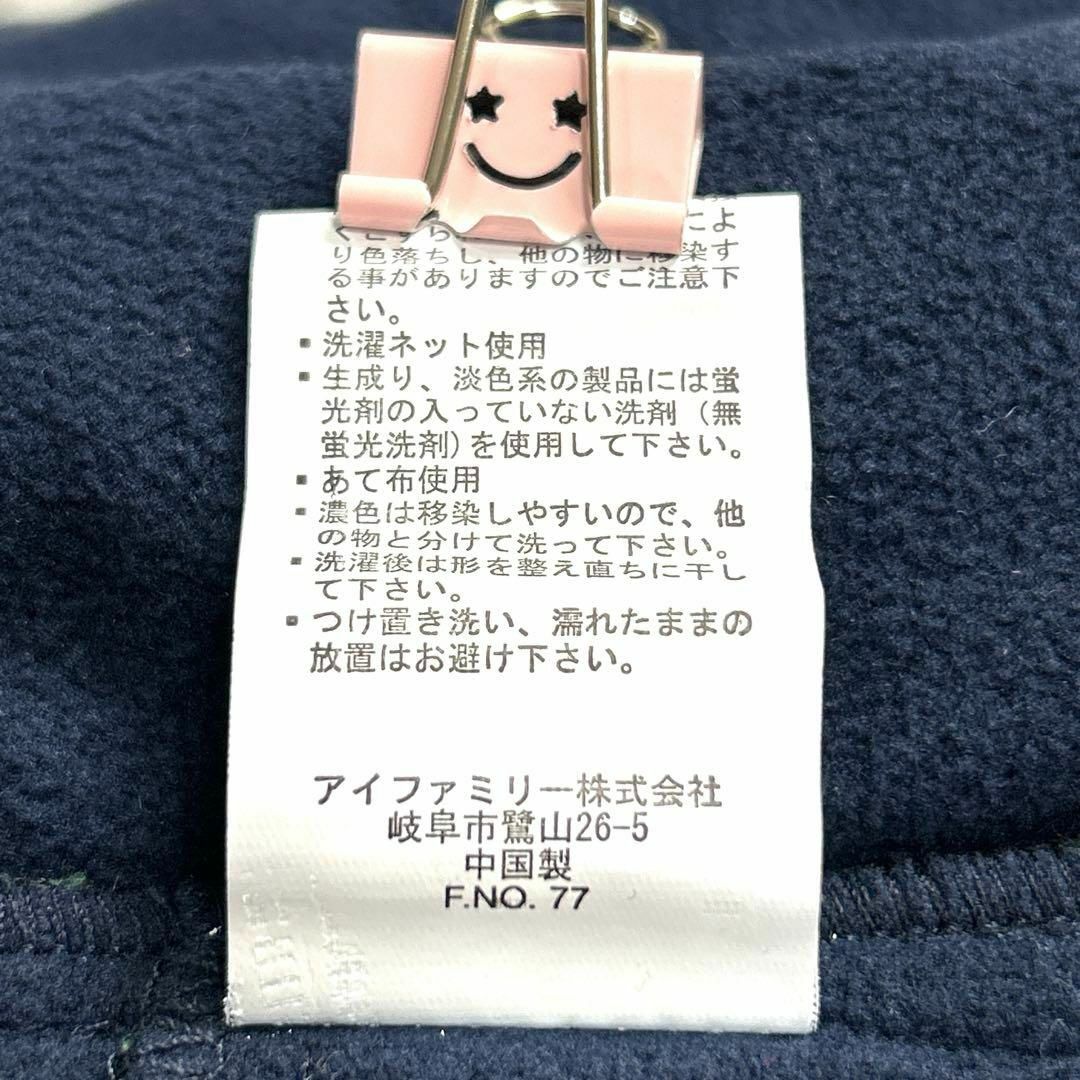 によ
り色落ちし、他の物に移染す
る事がありますのでご注意下
さい。
▪洗濯ネット使用
▪生成り、淡色系の製品には蛍
光剤の入っていない洗剤（無
蛍光洗剤)を使用して下さい。
▪あて布使用
▪濃色は移染しやすいので、他
の物と分けて洗って下さい。
▪洗濯後は形を整え直ちに干し
て下さい。
▪つけ置き洗い、濡れたままの
放置はお避け下さい。
アイファミリー株式会社
岐阜市鷺山26-5
中国製
F.NO. 77